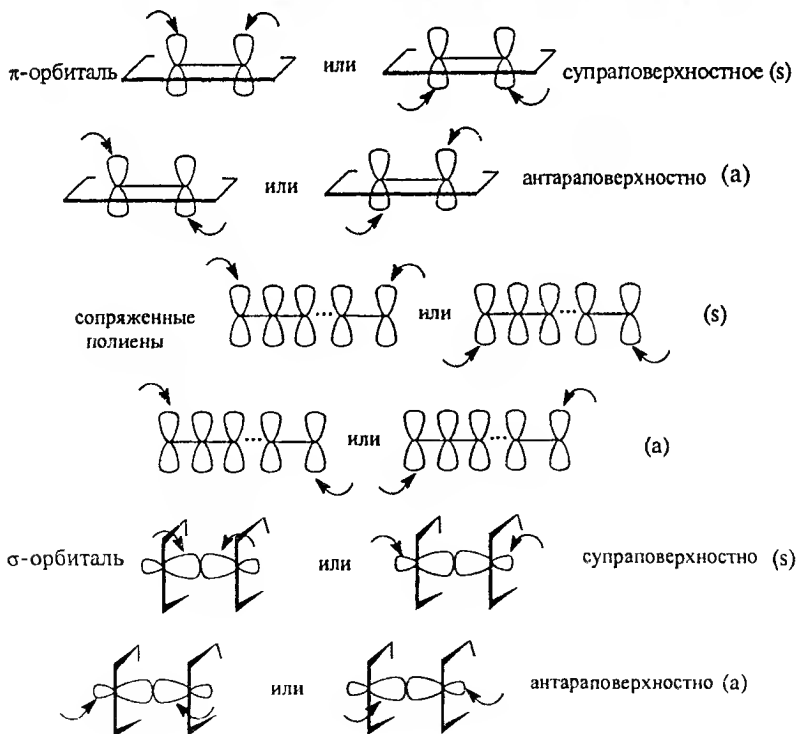 π-орбиталь или супраповерхностное (s)
или антараповерхностно (a)
сопряженные полиены ... или ... (s)
... или ... (a)
σ-орбиталь или супраповерхностно (s)
или антараповерхностно (a)